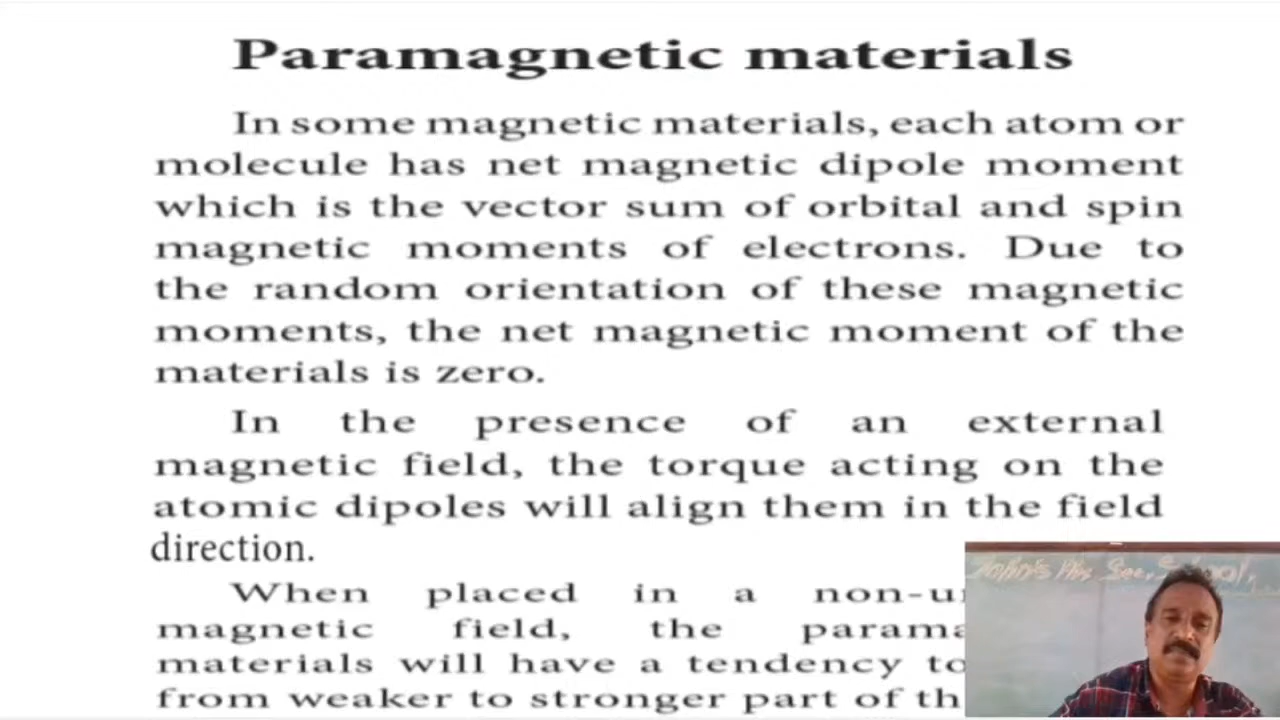 Paramagnetic materials
In some magnetic materials, each atom or
molecule has net magnetic dipole moment
which is the vector sum of orbital and spin
magnetic moments of electrons. Due to
the random orientation of these magnetic
moments, the net magnetic moment of the
materials is zero.
In the presence of an external
magnetic field, the torque acting on the
atomic dipoles will align them in the field
direction.
When placed in a
magnetic field, the
materials will have a tendency to
from weaker to stronger part of
Sec. School,